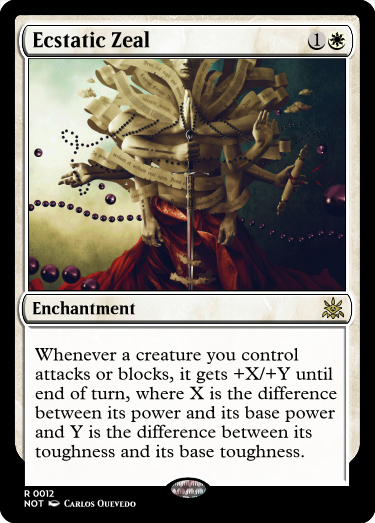 Ecstatic Zeal 1
Enchantment
Whenever a creature you control
attacks or blocks, it gets +X/+Y until
end of turn, where X is the difference
between its power and its base power
and Y is the difference between its
toughness and its base toughness.
R 0012
NOT Carlos Quevedo